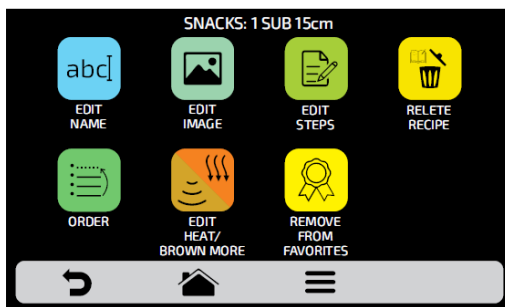 SNACKS: 1 SUB 15cm
abc
EDIT
NAME
EDIT
IMAGE
EDIT
STEPS
RELETE
RECIPE
ORDER
EDIT
HEAT/
BROWN MORE
REMOVE
FROM
FAVORITES